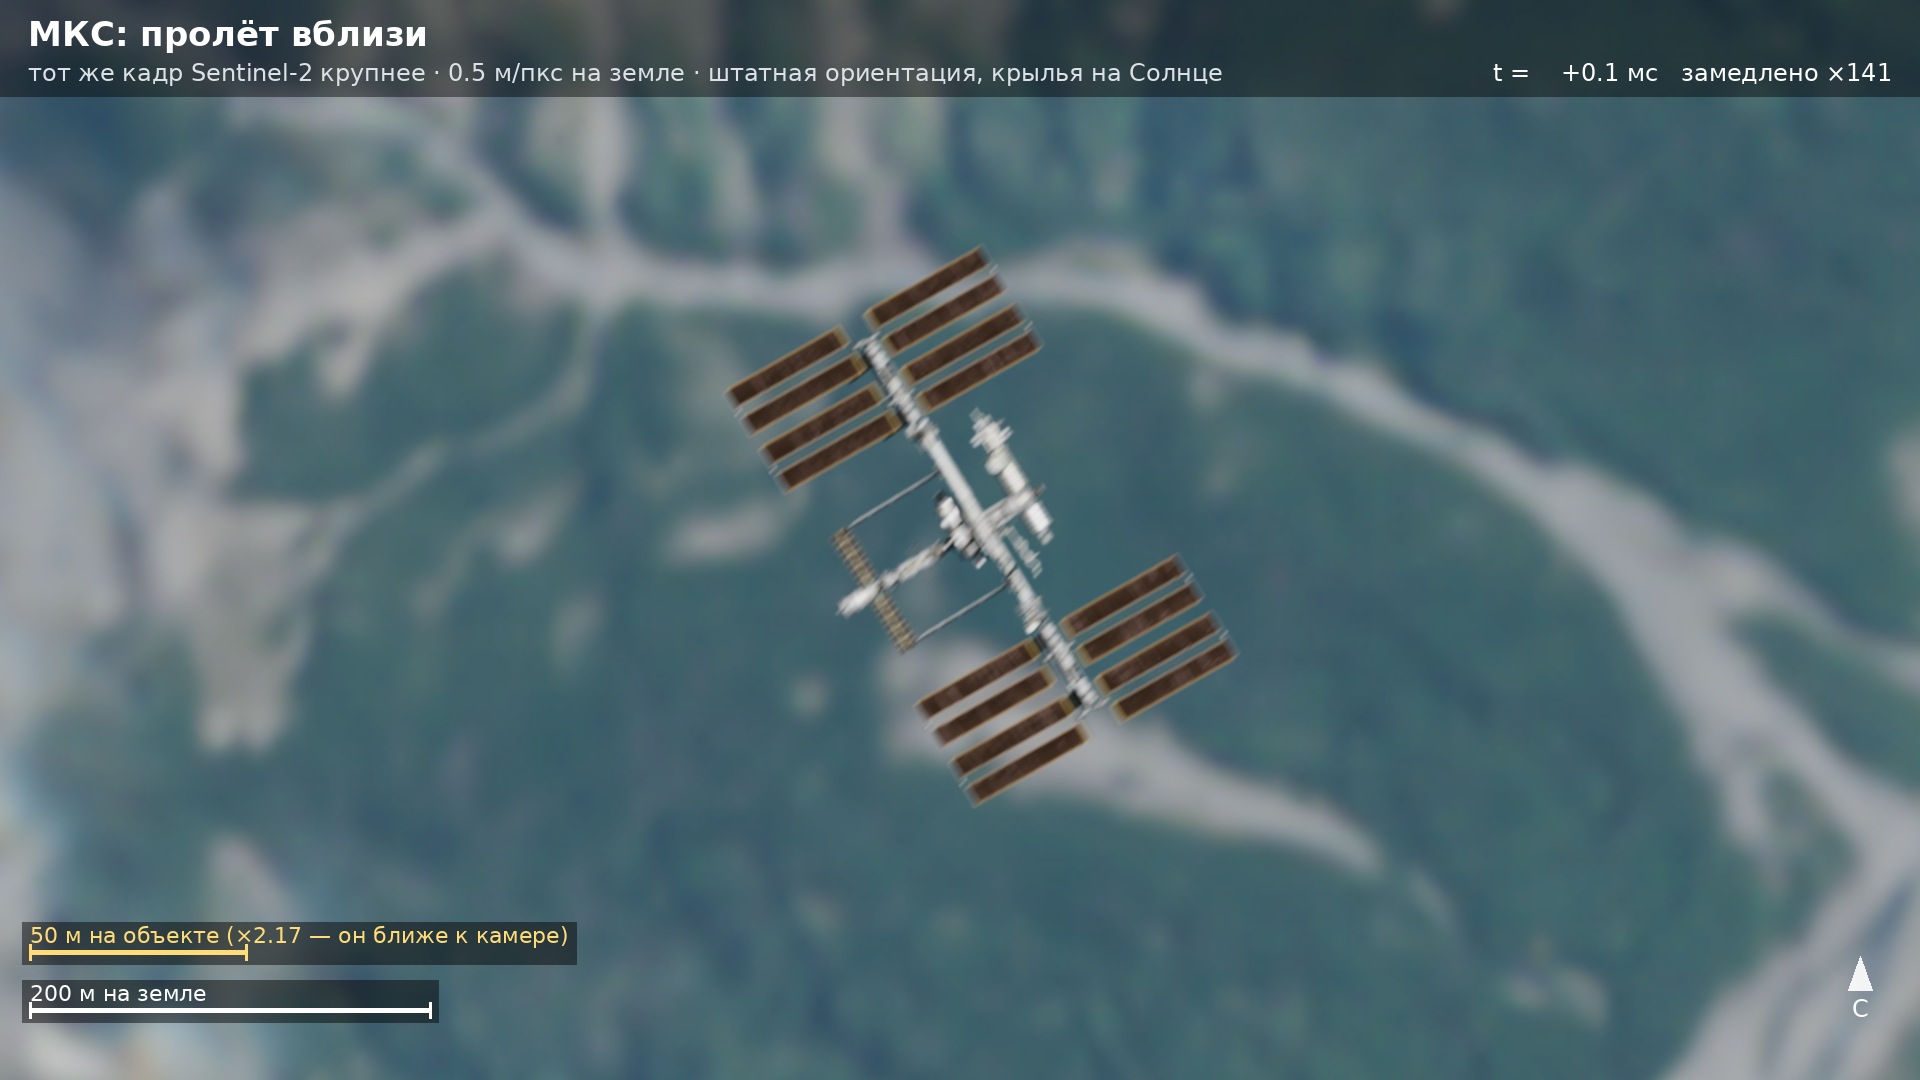 МКС: пролёт вблизи
тот же кадр Sentinel-2 крупнее · 0.5 м/пкс на земле · штатная ориентация, крылья на Солнце
t = +0.1 мс замедлено ×141
50 м на объекте (×2.17 — он ближе к камере)
200 м на земле
С